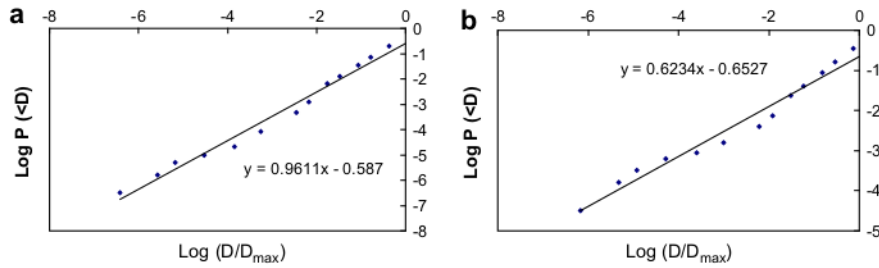 a
-8 -6 -4 -2 0
0
-1
-2
-3
-4
-5
-6
-7
-8
Log P (<D)
y = 0.9611x - 0.587
Log (D/Dmax)
b
-8 -6 -4 -2 0
0
-1
-2
-3
-4
-5
Log P (<D)
y = 0.6234x - 0.6527
Log (D/Dmax)